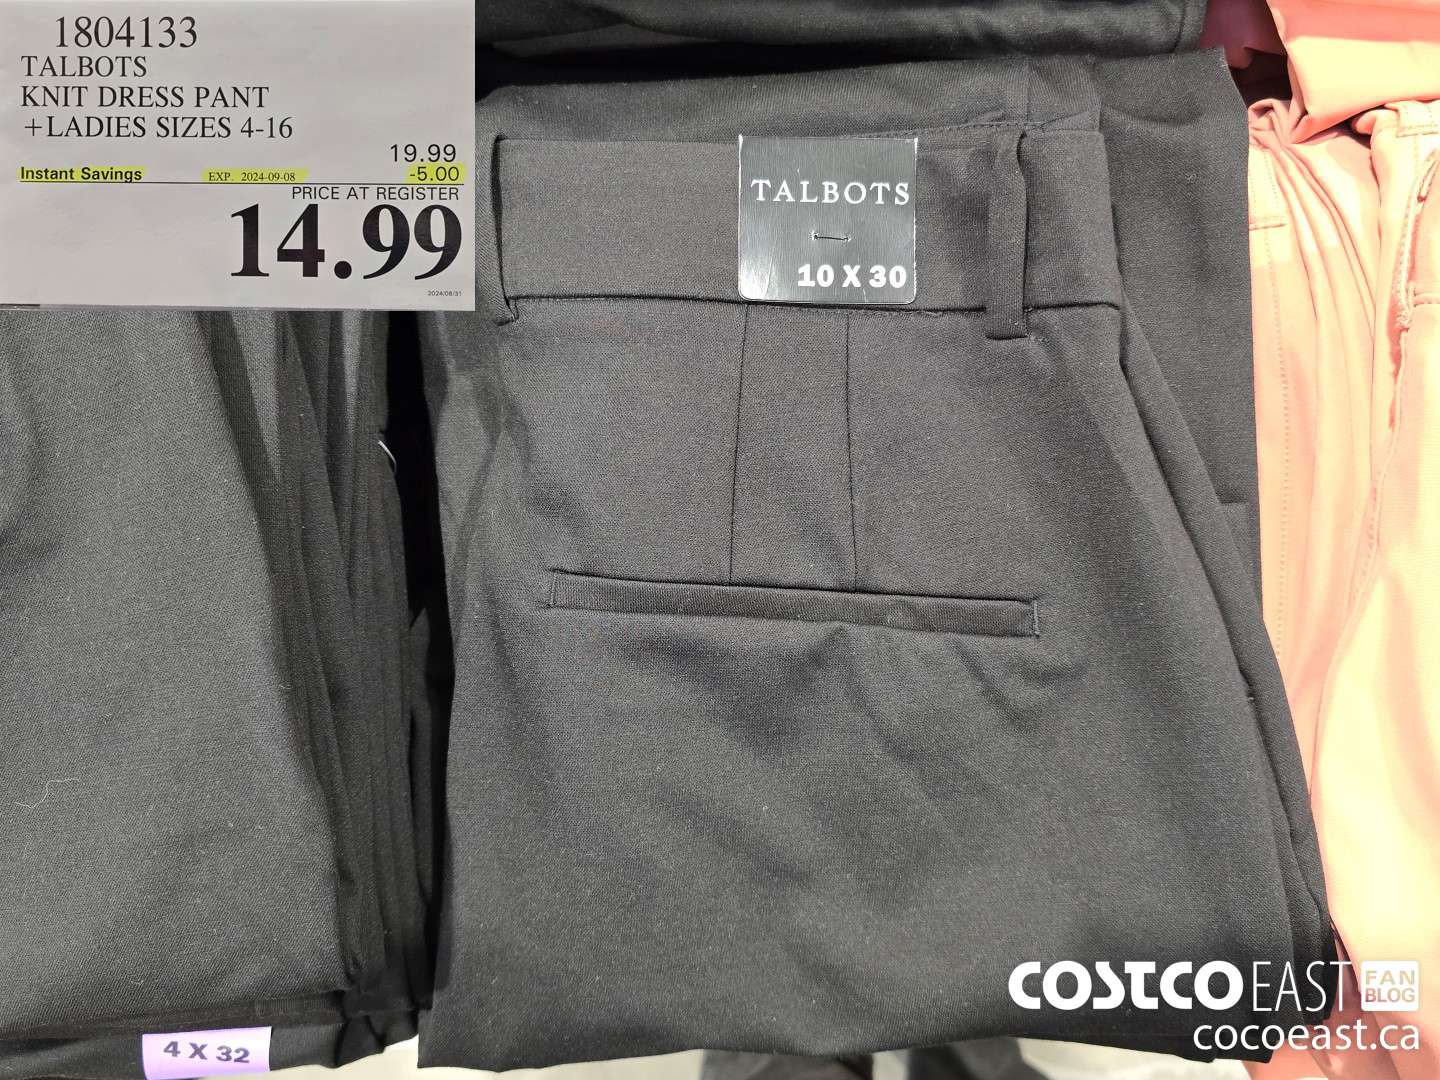 1804133
TALBOTS
KNIT DRESS PANT
+LADIES SIZES 4-16
19.99
Instant Savings EXP. 2024-09-08 -5.00
PRICE AT REGISTER
14.99
2024/08/31
TALBOTS
10 X 30
4 X 32
COSTCO EAST FAN BLOG
cocoeast.ca